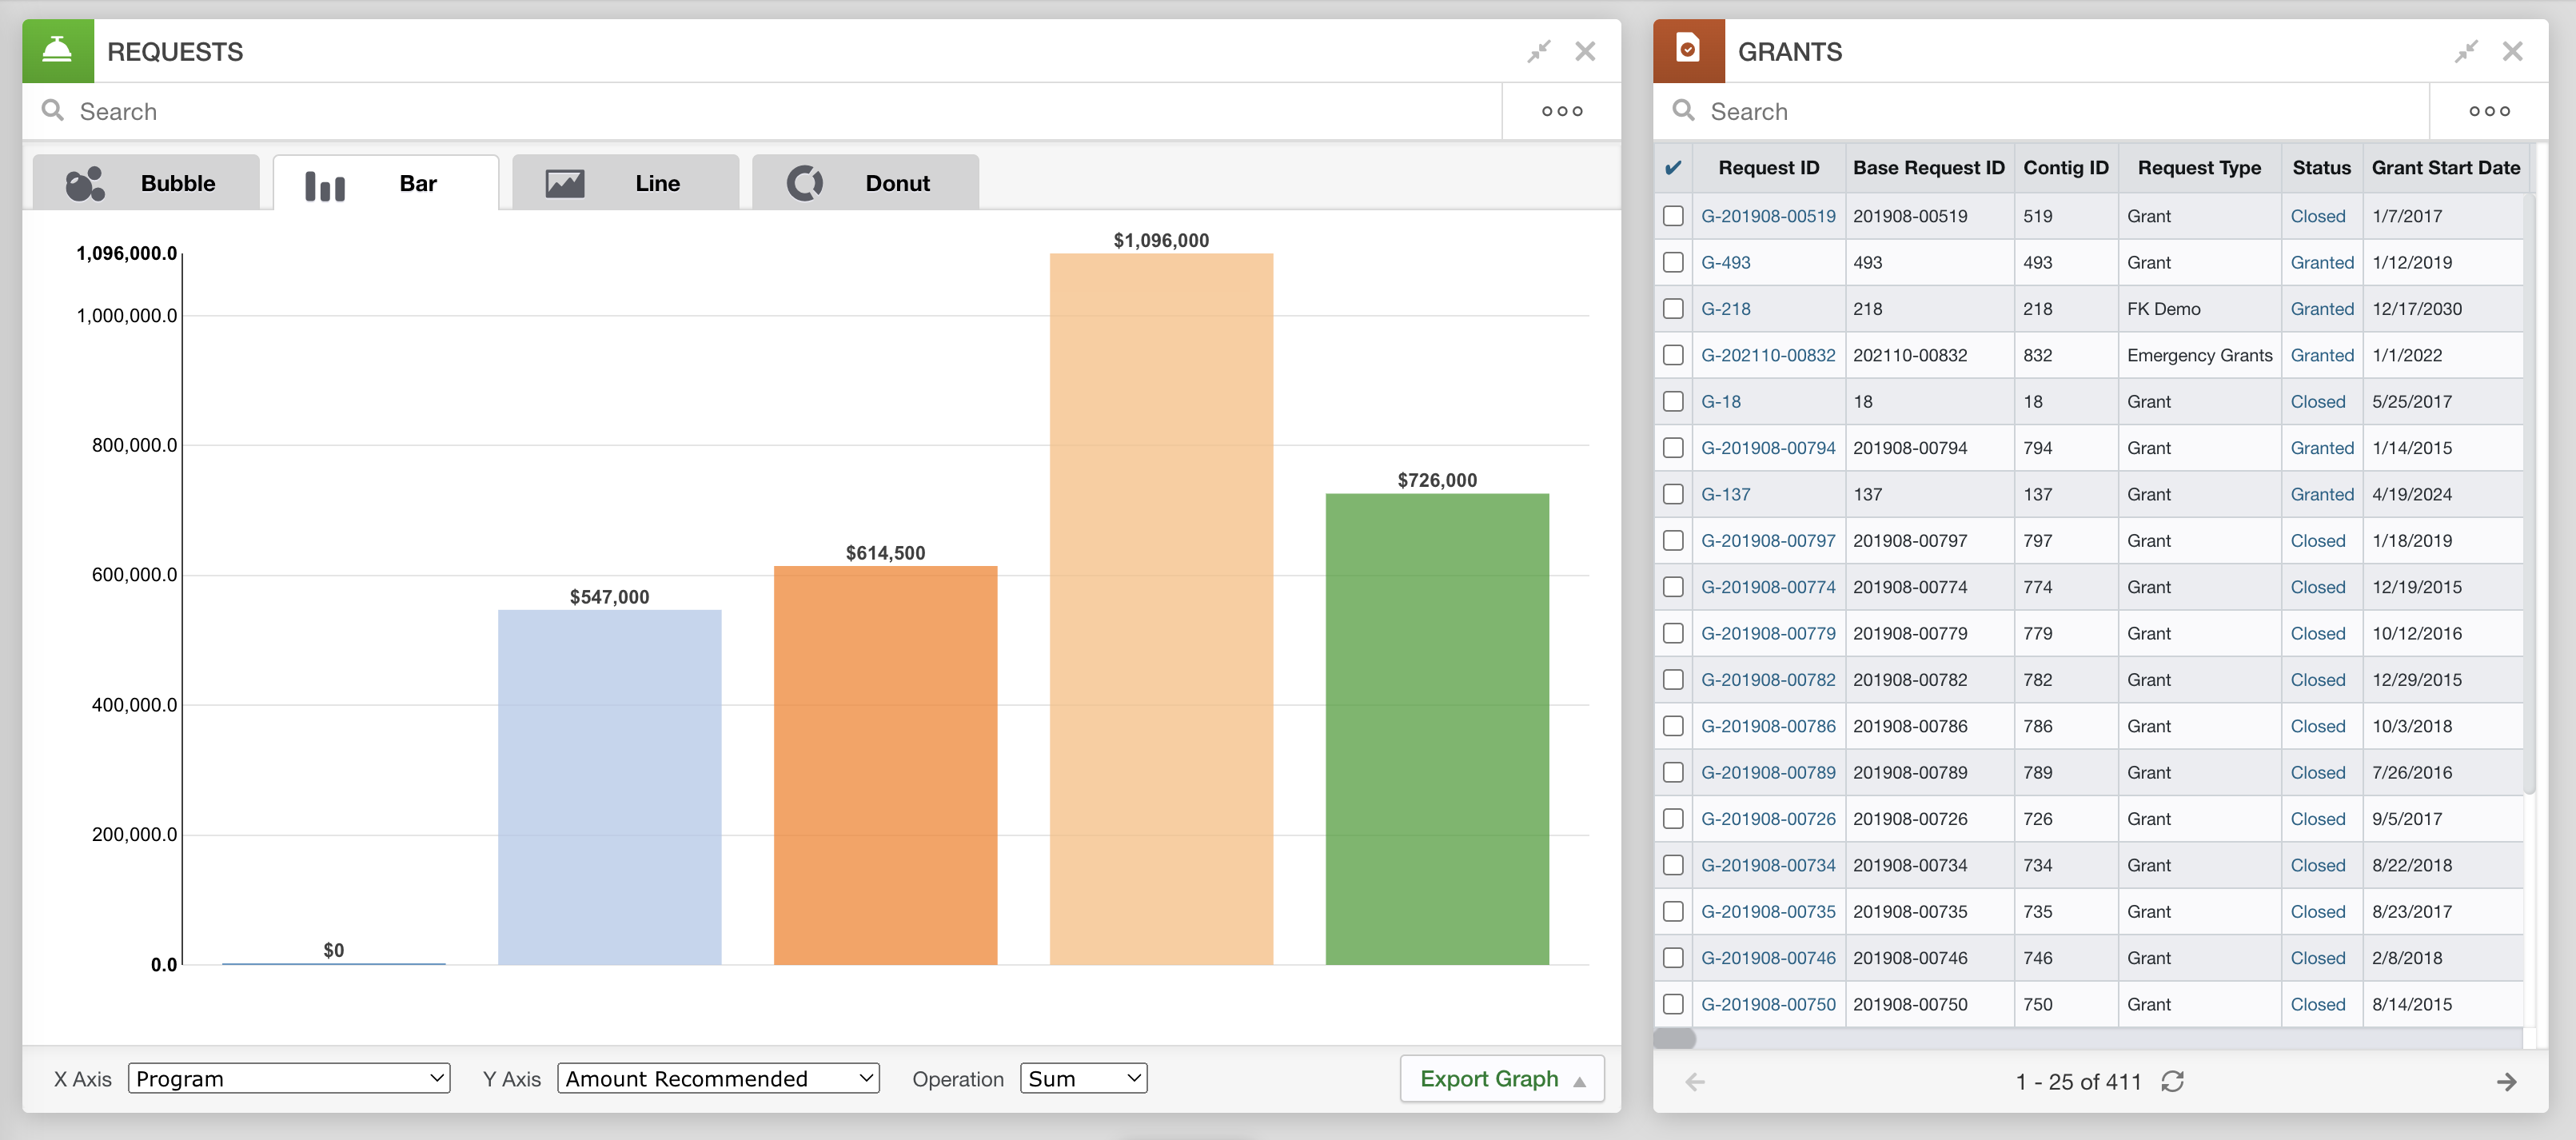 REQUESTS
Search
Bubble
Bar
Line
Donut
1,096,000.0
1,000,000.0
800,000.0
600,000.0
400,000.0
200,000.0
0.0
$0
$547,000
$614,500
$1,096,000
$726,000
X Axis Program Y Axis Amount Recommended Operation Sum Export Graph
GRANTS
Search
Request ID Base Request ID Contig ID Request Type Status Grant Start Date
G-201908-00519 201908-00519 519 Grant Closed 1/7/2017
G-493 493 493 Grant Granted 1/12/2019
G-218 218 218 FK Demo Granted 12/17/2030
G-202110-00832 202110-00832 832 Emergency Grants Granted 1/1/2022
G-18 18 18 Grant Closed 5/25/2017
G-201908-00794 201908-00794 794 Grant Granted 1/14/2015
G-137 137 137 Grant Granted 4/19/2024
G-201908-00797 201908-00797 797 Grant Closed 1/18/2019
G-201908-00774 201908-00774 774 Grant Closed 12/19/2015
G-201908-00779 201908-00779 779 Grant Closed 10/12/2016
G-201908-00782 201908-00782 782 Grant Closed 12/29/2015
G-201908-00786 201908-00786 786 Grant Closed 10/3/2018
G-201908-00789 201908-00789 789 Grant Closed 7/26/2016
G-201908-00726 201908-00726 726 Grant Closed 9/5/2017
G-201908-00734 201908-00734 734 Grant Closed 8/22/2018
G-201908-00735 201908-00735 735 Grant Closed 8/23/2017
G-201908-00746 201908-00746 746 Grant Closed 2/8/2018
G-201908-00750 201908-00750 750 Grant Closed 8/14/2015
1 - 25 of 411